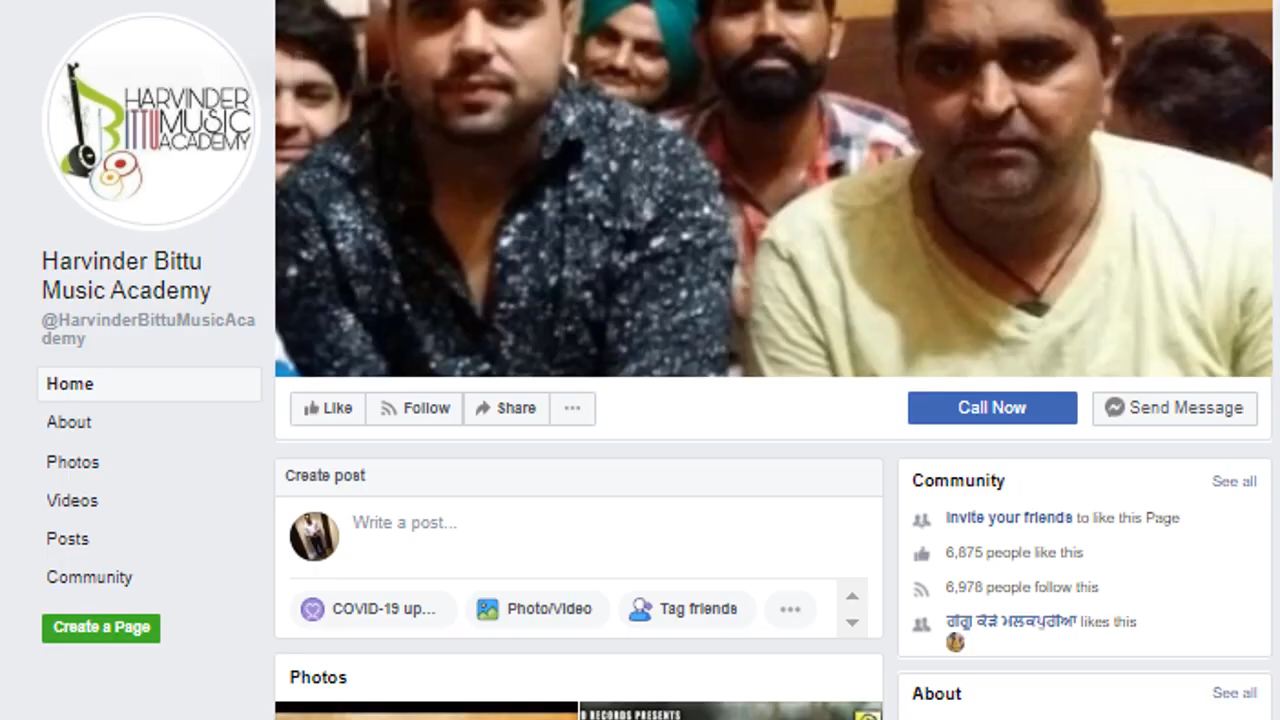 HARVINDER
BITTU MUSIC
ACADEMY
Harvinder Bittu
Music Academy
@HarvinderBittuMusicAca
demy
Home
About
Photos
Videos
Posts
Community
Create a Page
Like
Follow
Share
Call Now
Send Message
Create post
Write a post...
COVID-19 up...
Photo/Video
Tag friends
Photos
D RECORDS PRESENTS
Community
See all
Invite your friends to like this Page
6,875 people like this
6,978 people follow this
ਗੱਗੂ ਕੋੜੇ ਮਲਕਪੁਰੀਆ likes this
About
See all